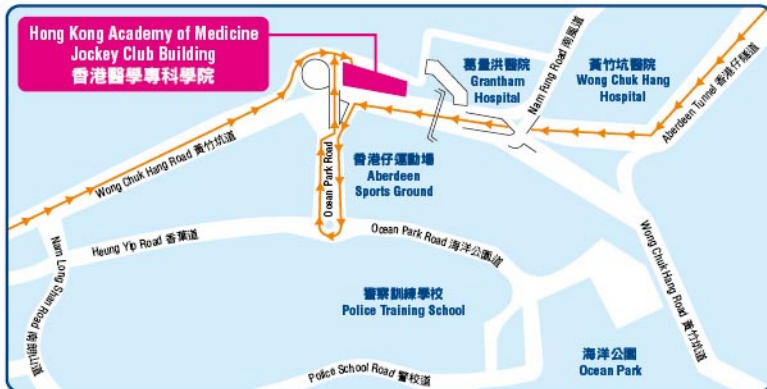 Hong Kong Academy of Medicine
Jockey Club Building
香港醫學專科學院
葛量洪醫院
Grantham
Hospital
Nam Fung Road 南風道
黃竹坑醫院
Wong Chuk Hang
Hospital
Aberdeen Tunnel 香港仔隧道
Wong Chuk Hang Road 黃竹坑道
Ocean Park Road
香港仔運動場
Aberdeen
Sports Ground
Nam Long Shan Road 南朗山道
Heung Yip Road 香葉道
Ocean Park Road 海洋公園道
Wong Chuk Hang Road 黃竹坑道
警察訓練學校
Police Training School
海洋公園
Ocean Park
Police School Road 警校道